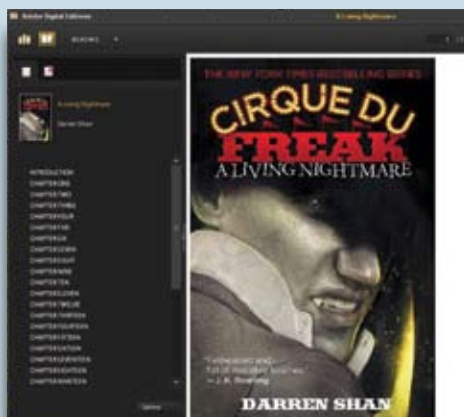 Adobe Digital Editions
A Living Nightmare
READING
A Living Nightmare
Darren Shan
INTRODUCTION
CHAPTER ONE
CHAPTER TWO
CHAPTER THREE
CHAPTER FOUR
CHAPTER FIVE
CHAPTER SIX
CHAPTER SEVEN
CHAPTER EIGHT
CHAPTER NINE
CHAPTER TEN
CHAPTER ELEVEN
CHAPTER TWELVE
CHAPTER THIRTEEN
CHAPTER FOURTEEN
CHAPTER FIFTEEN
CHAPTER SIXTEEN
CHAPTER SEVENTEEN
CHAPTER EIGHTEEN
CHAPTER NINETEEN
THE NEW YORK TIMES BESTSELLING SERIES
CIRQUE DU
FREAK
A LIVING NIGHTMARE
— J. K. Rowling
DARREN SHAN